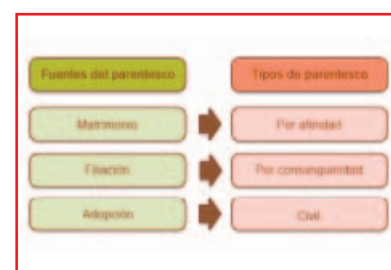 Fuentes del parentesco
Tipos de parentesco
Matrimonio
Por afinidad
Filiación
Por consanguinidad
Adopción
Civil